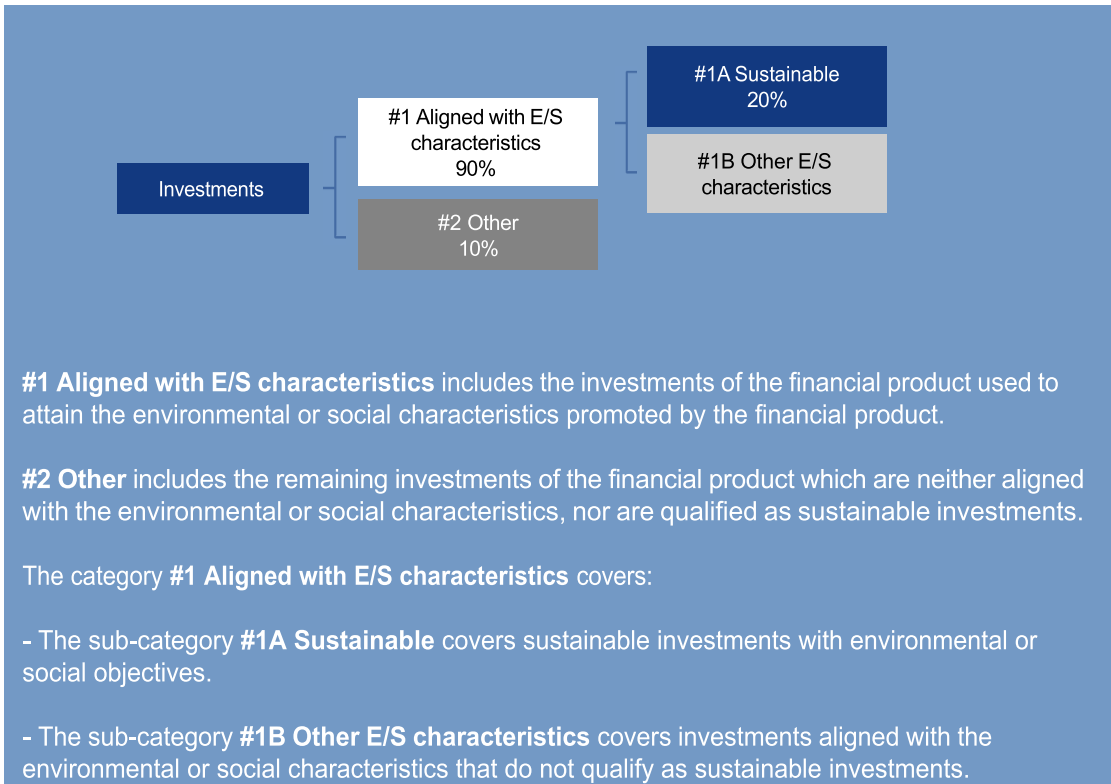 #1A Sustainable
20%
#1 Aligned with E/S
characteristics
90%
#1B Other E/S
characteristics
Investments
#2 Other
10%
#1 Aligned with E/S characteristics includes the investments of the financial product used to
attain the environmental or social characteristics promoted by the financial product.
#2 Other includes the remaining investments of the financial product which are neither aligned
with the environmental or social characteristics, nor are qualified as sustainable investments.
The category #1 Aligned with E/S characteristics covers:
- The sub-category #1A Sustainable covers sustainable investments with environmental or
social objectives.
- The sub-category #1B Other E/S characteristics covers investments aligned with the
environmental or social characteristics that do not qualify as sustainable investments.